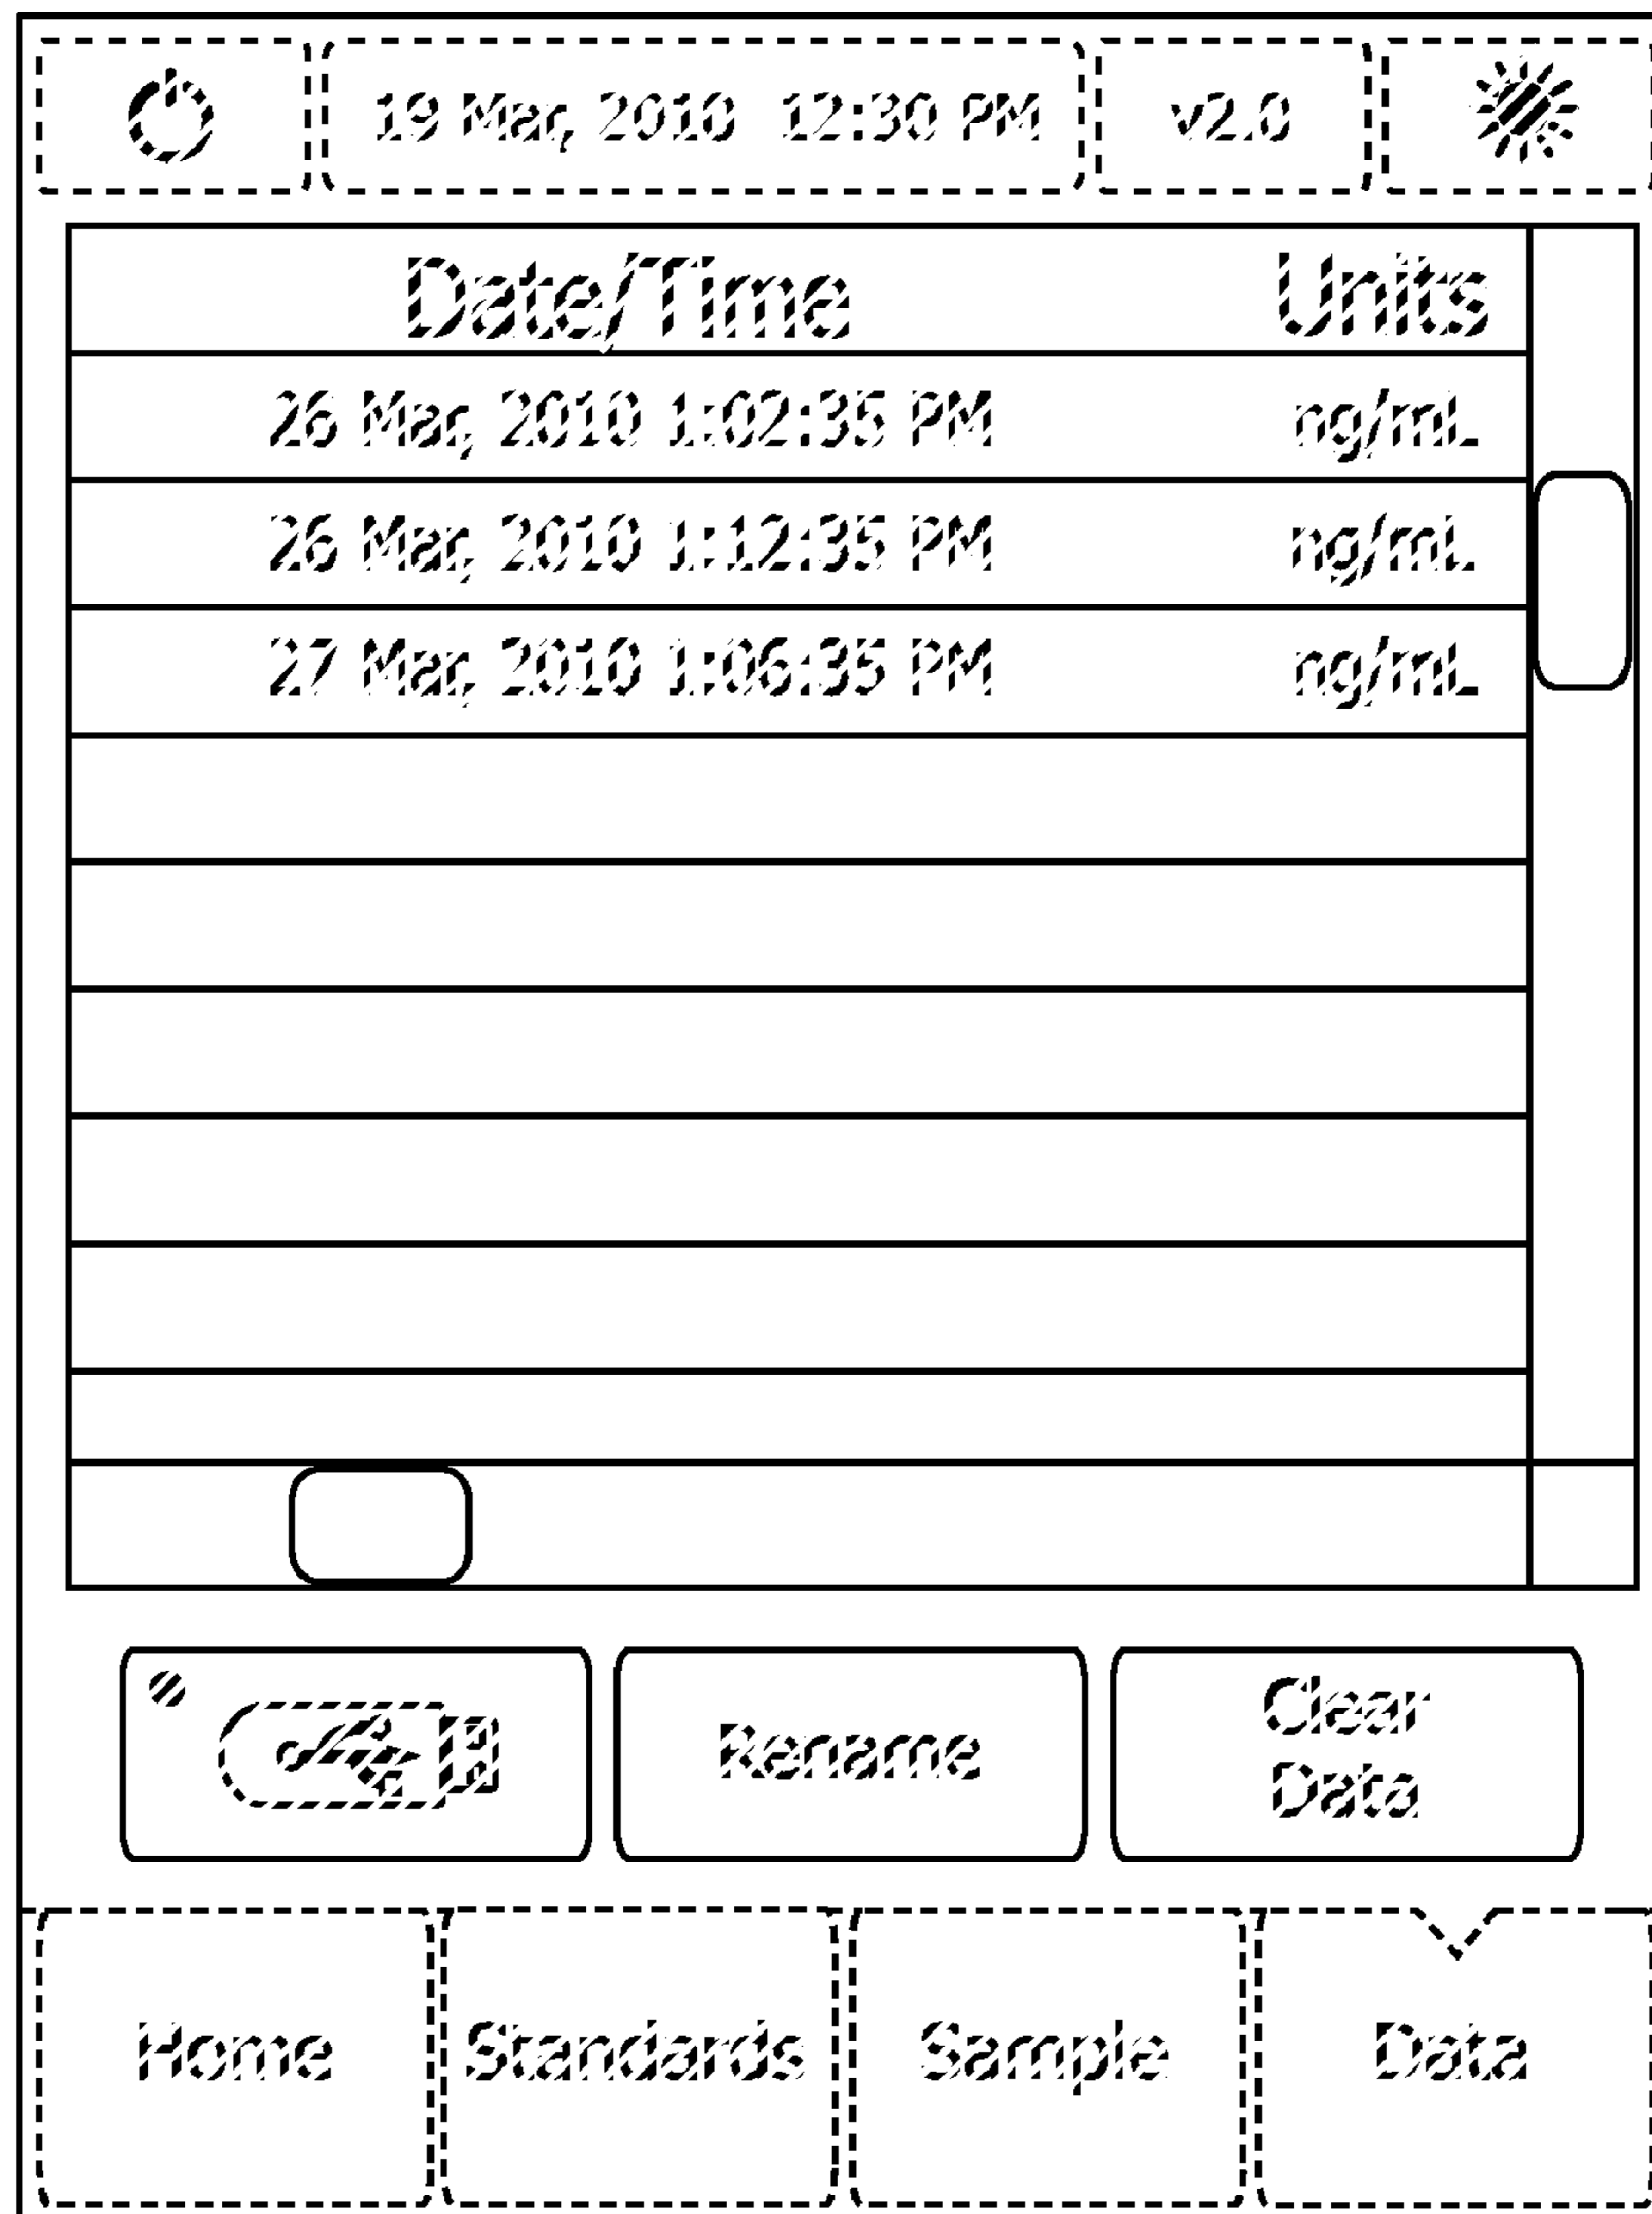 19 Mar, 2010 12:30 PM v2.0
Date/Time Units
26 Mar, 2010 1:02:35 PM ng/mL
26 Mar, 2010 1:12:35 PM ng/mL
27 Mar, 2010 1:06:35 PM ng/mL
Rename
Clear
Data
Home Standards Sample Data